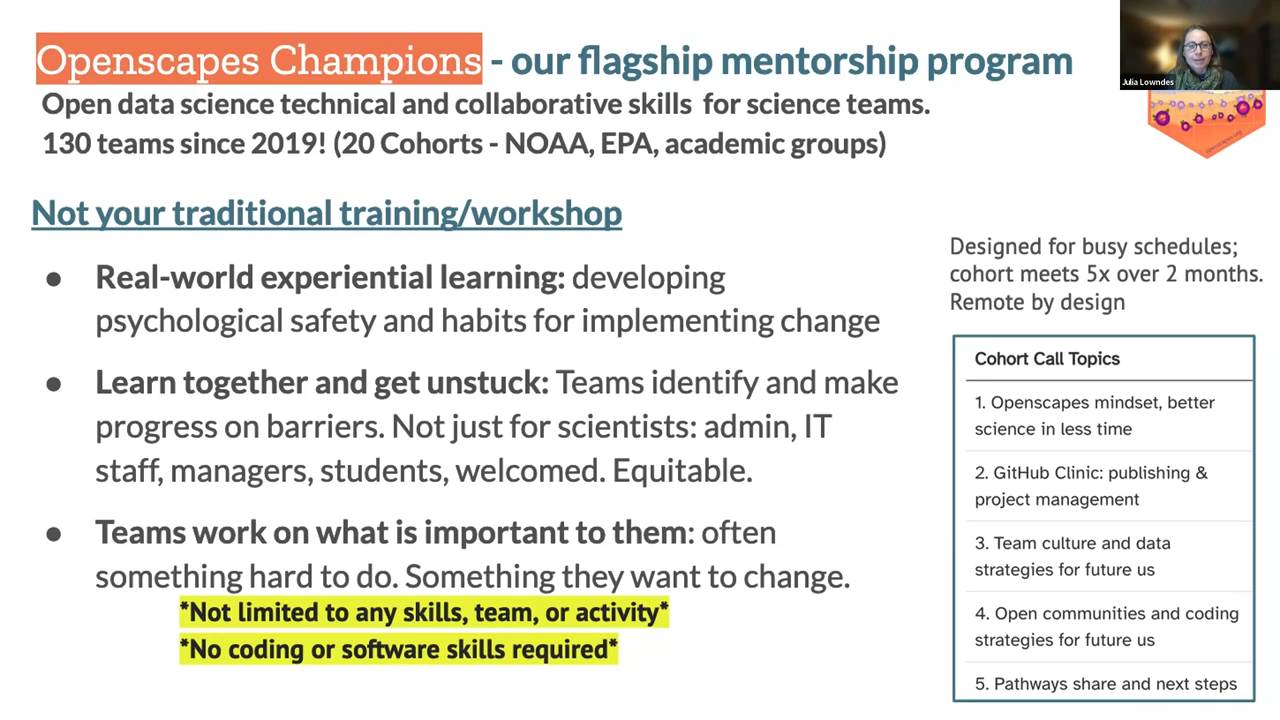 Openscapes Champions - our flagship mentorship program
Open data science technical and collaborative skills for science teams.
130 teams since 2019! (20 Cohorts - NOAA, EPA, academic groups)
Julia Lowndes
Not your traditional training/workshop
● Real-world experiential learning: developing
psychological safety and habits for implementing change
● Learn together and get unstuck: Teams identify and make
progress on barriers. Not just for scientists: admin, IT
staff, managers, students, welcomed. Equitable.
● Teams work on what is important to them: often
something hard to do. Something they want to change.
*Not limited to any skills, team, or activity*
*No coding or software skills required*
Designed for busy schedules;
cohort meets 5x over 2 months.
Remote by design
Cohort Call Topics
1. Openscapes mindset, better
science in less time
2. GitHub Clinic: publishing &
project management
3. Team culture and data
strategies for future us
4. Open communities and coding
strategies for future us
5. Pathways share and next steps